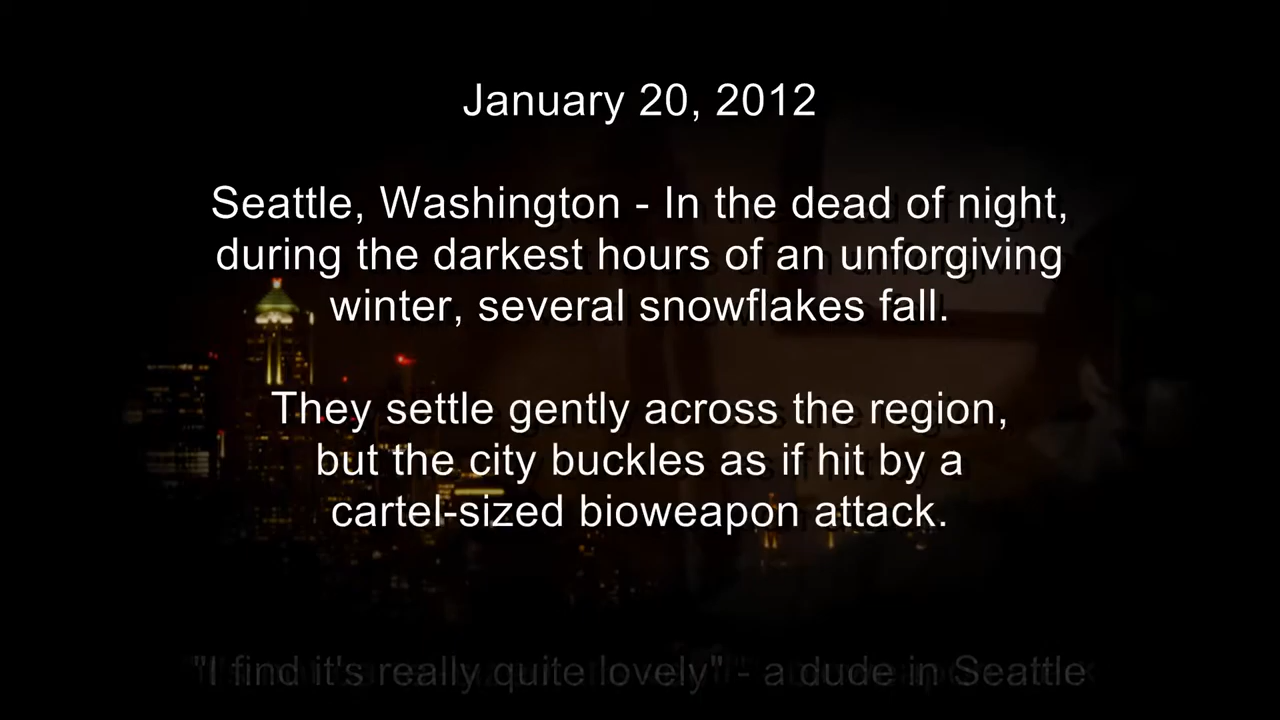 January 20, 2012
Seattle, Washington - In the dead of night,
during the darkest hours of an unforgiving
winter, several snowflakes fall.
They settle gently across the region,
but the city buckles as if hit by a
cartel-sized bioweapon attack.
"I find it's really quite lovely" - a dude in Seattle